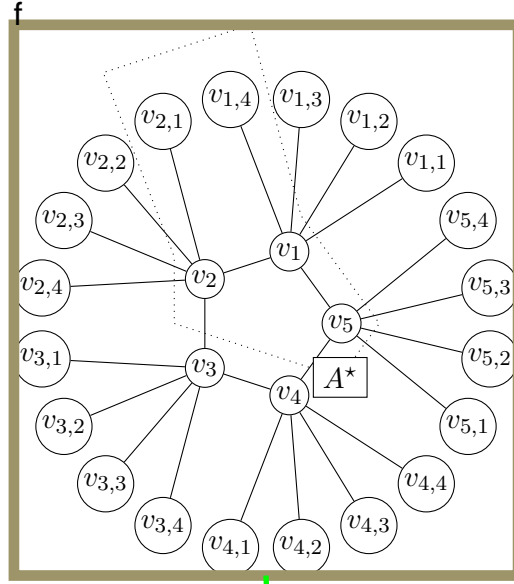 f
v1,4 v1,3
v2,1 v1,2
v2,2 v1,1
v2,3 v5,4
v1
v2
v2,4 v5,3
v5
v3,1 v5,2
v3
A⋆
v4
v3,2 v5,1
v3,3 v4,4
v3,4 v4,3
v4,1 v4,2